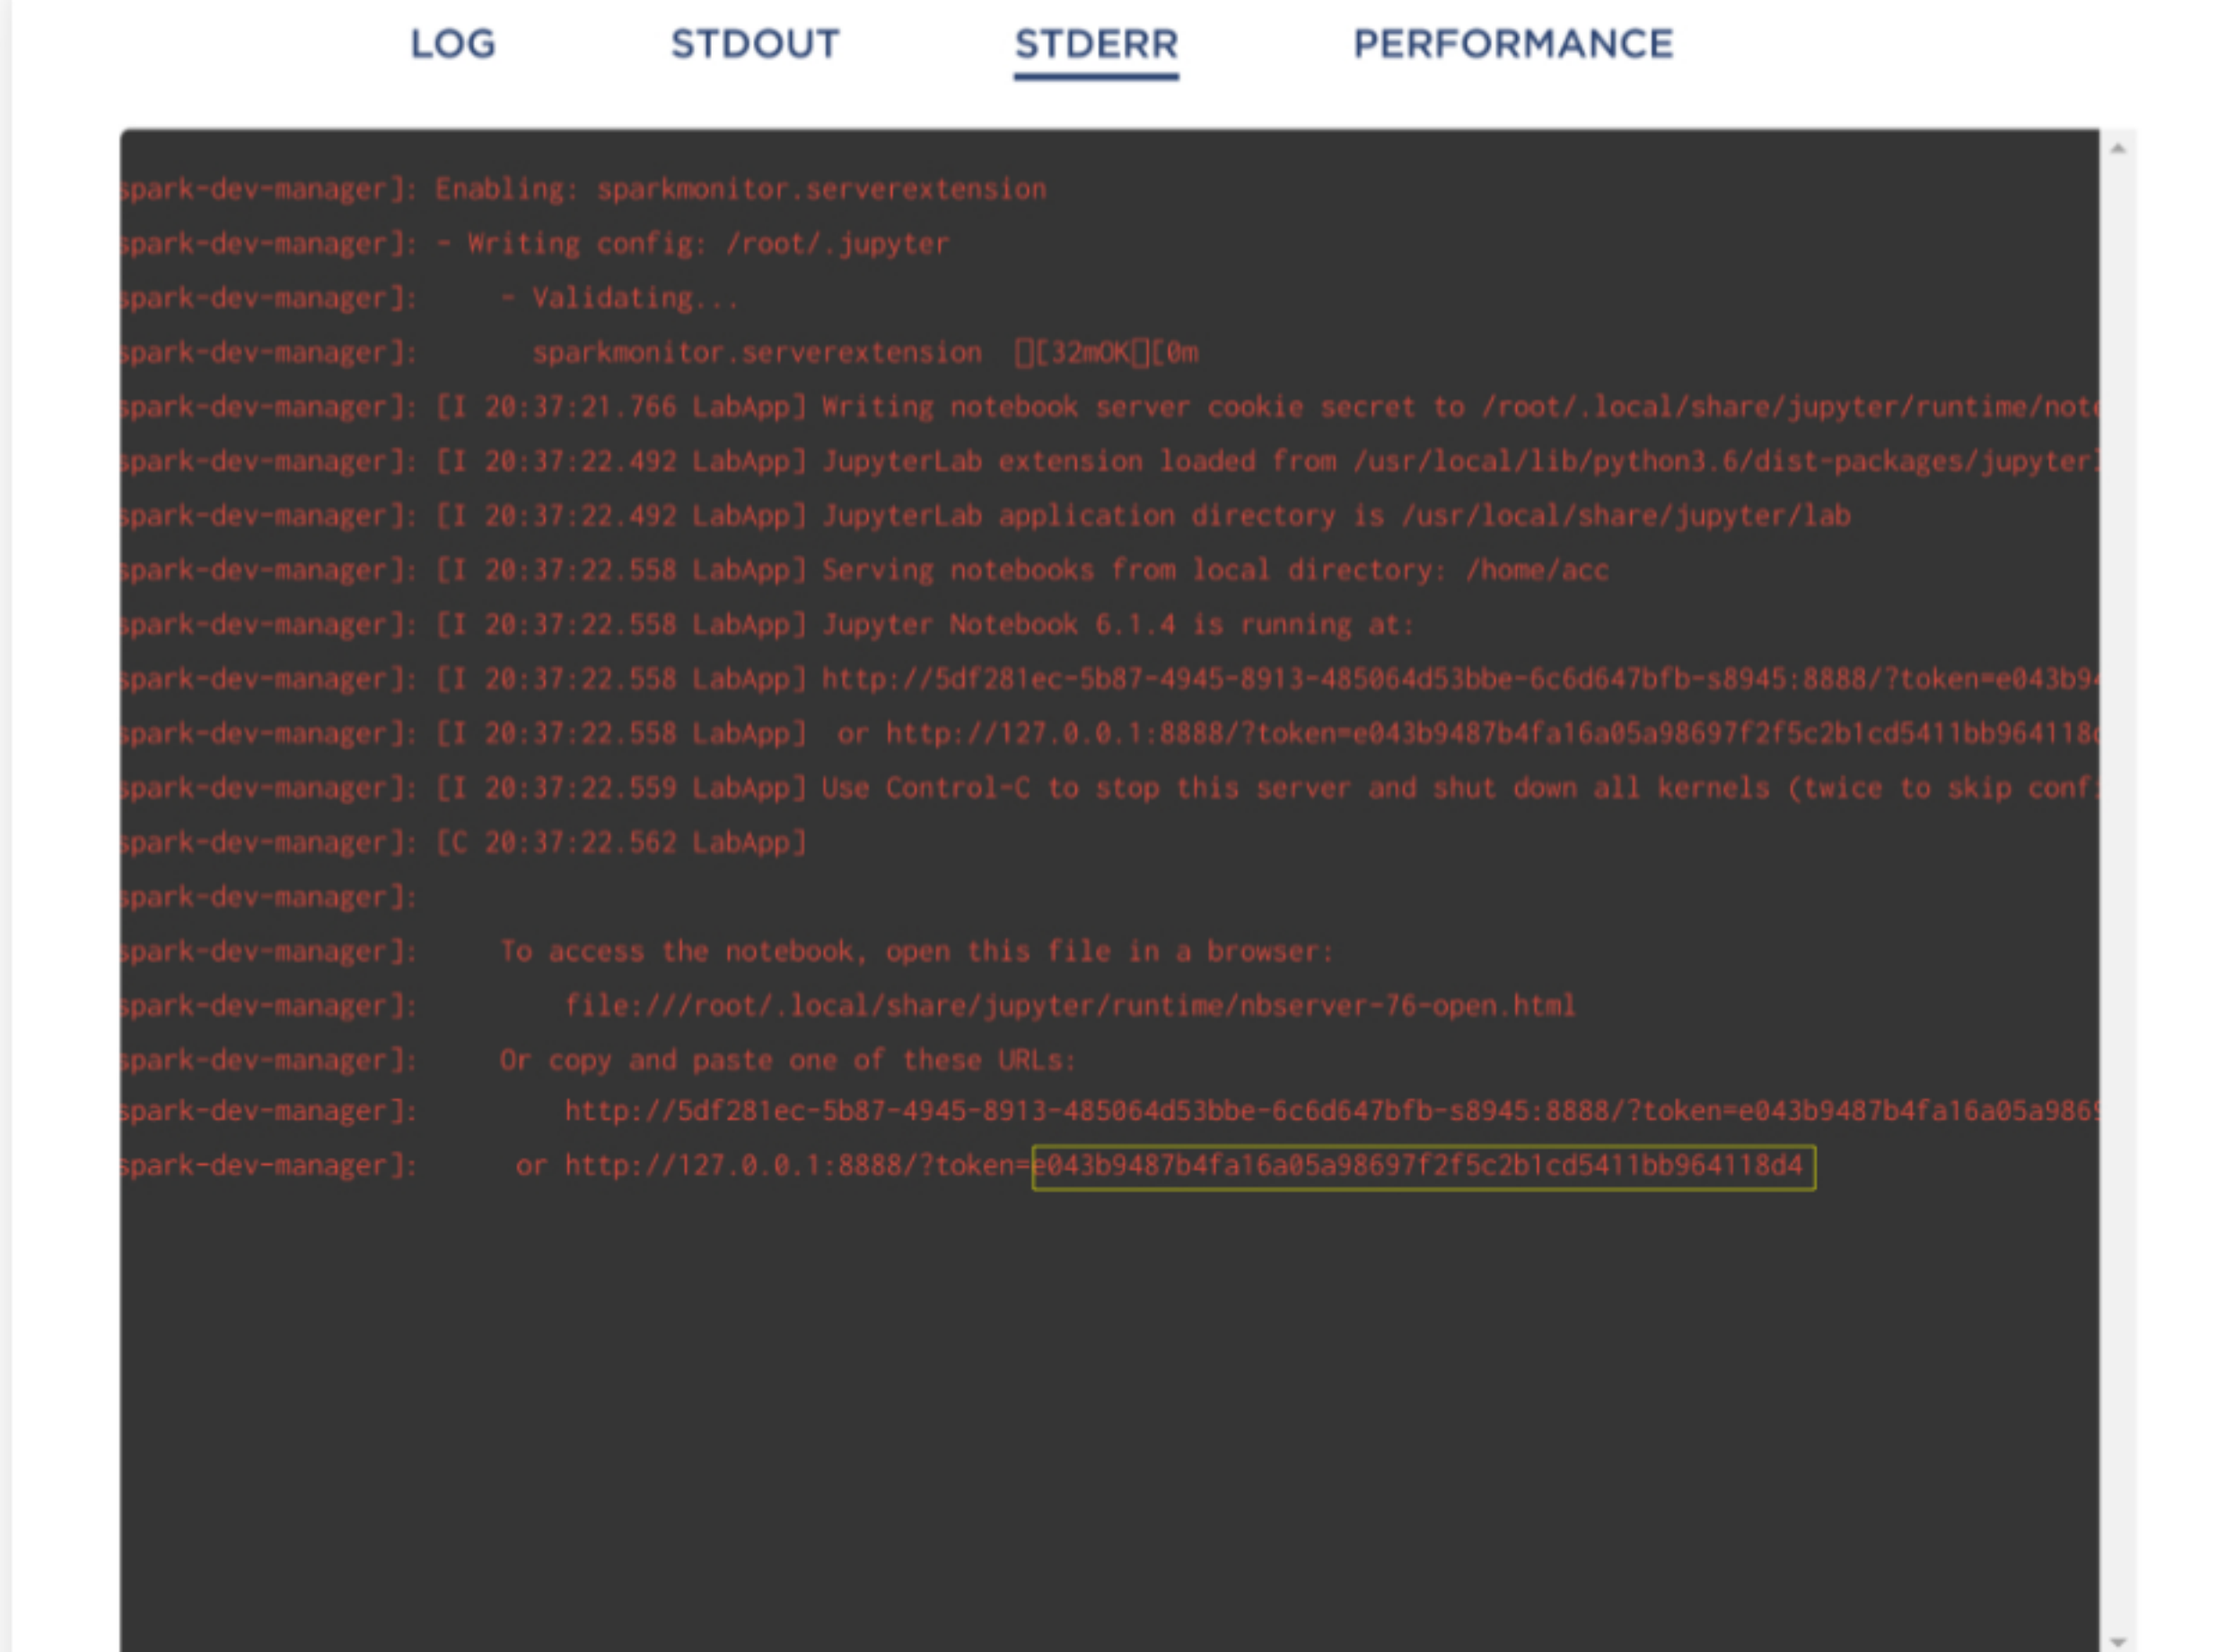 LOG STDOUT STDERR PERFORMANCE
spark-dev-manager]: Enabling: sparkmonitor.serverextension
spark-dev-manager]: - Writing config: /root/.jupyter
spark-dev-manager]:     - Validating...
spark-dev-manager]:       sparkmonitor.serverextension  □[32mOK□[0m
spark-dev-manager]: [I 20:37:21.766 LabApp] Writing notebook server cookie secret to /root/.local/share/jupyter/runtime/note
spark-dev-manager]: [I 20:37:22.492 LabApp] JupyterLab extension loaded from /usr/local/lib/python3.6/dist-packages/jupyterl
spark-dev-manager]: [I 20:37:22.492 LabApp] JupyterLab application directory is /usr/local/share/jupyter/lab
spark-dev-manager]: [I 20:37:22.558 LabApp] Serving notebooks from local directory: /home/acc
spark-dev-manager]: [I 20:37:22.558 LabApp] Jupyter Notebook 6.1.4 is running at:
spark-dev-manager]: [I 20:37:22.558 LabApp] http://5df281ec-5b87-4945-8913-485064d53bbe-6c6d647bfb-s8945:8888/?token=e043b94
spark-dev-manager]: [I 20:37:22.558 LabApp]  or http://127.0.0.1:8888/?token=e043b9487b4fa16a05a98697f2f5c2b1cd5411bb964118d
spark-dev-manager]: [I 20:37:22.559 LabApp] Use Control-C to stop this server and shut down all kernels (twice to skip confi
spark-dev-manager]: [C 20:37:22.562 LabApp]
spark-dev-manager]:
spark-dev-manager]:     To access the notebook, open this file in a browser:
spark-dev-manager]:         file:///root/.local/share/jupyter/runtime/nbserver-76-open.html
spark-dev-manager]:     Or copy and paste one of these URLs:
spark-dev-manager]:         http://5df281ec-5b87-4945-8913-485064d53bbe-6c6d647bfb-s8945:8888/?token=e043b9487b4fa16a05a9869
spark-dev-manager]:      or http://127.0.0.1:8888/?token=e043b9487b4fa16a05a98697f2f5c2b1cd5411bb964118d4